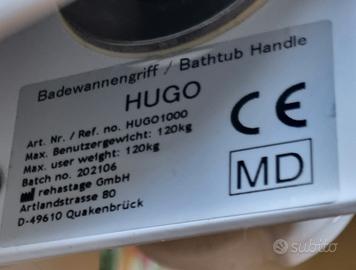 Badewannengriff / Bathtub Handle
HUGO
Art. Nr. / Ref. no. HUGO1000
Max. Benutzergewicht: 120kg
Max. user weight: 120kg
Batch no. 202106
rehastage GmbH
Artlandstrasse 80
D-49610 Quakenbrück
CE
MD
subito